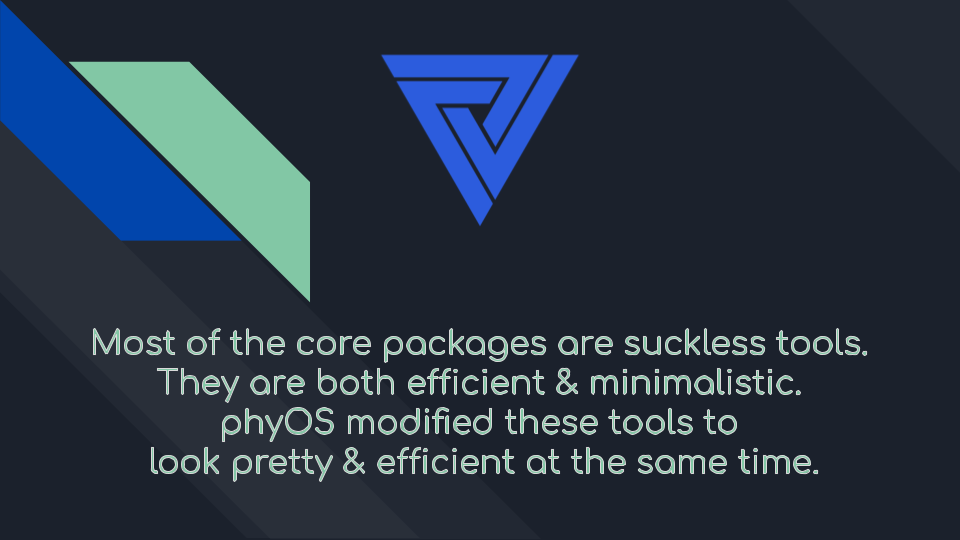 Most of the core packages are suckless tools.
They are both efficient & minimalistic.
phyOS modified these tools to
look pretty & efficient at the same time.